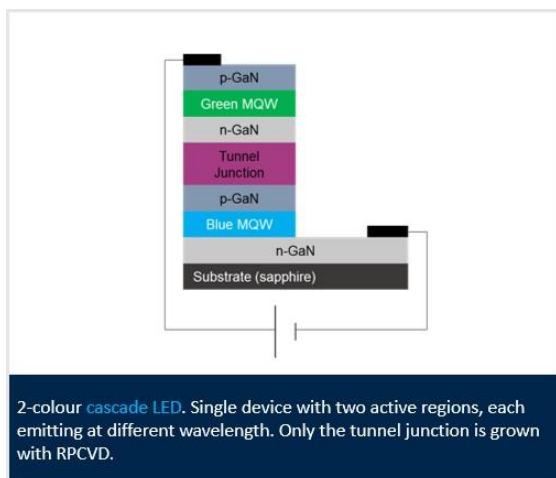 p-GaN
Green MQW
n-GaN
Tunnel
Junction
p-GaN
Blue MQW
n-GaN
Substrate (sapphire)
2-colour cascade LED. Single device with two active regions, each
emitting at different wavelength. Only the tunnel junction is grown
with RPCVD.